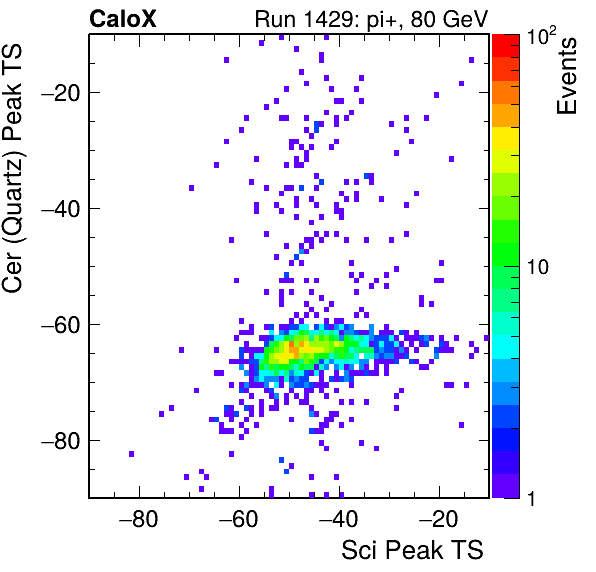 CaloX Run 1429: pi+, 80 GeV
Cer (Quartz) Peak TS
−20
−40
−60
−80
−80 −60 −40 −20
Sci Peak TS
10²
10
1
Events